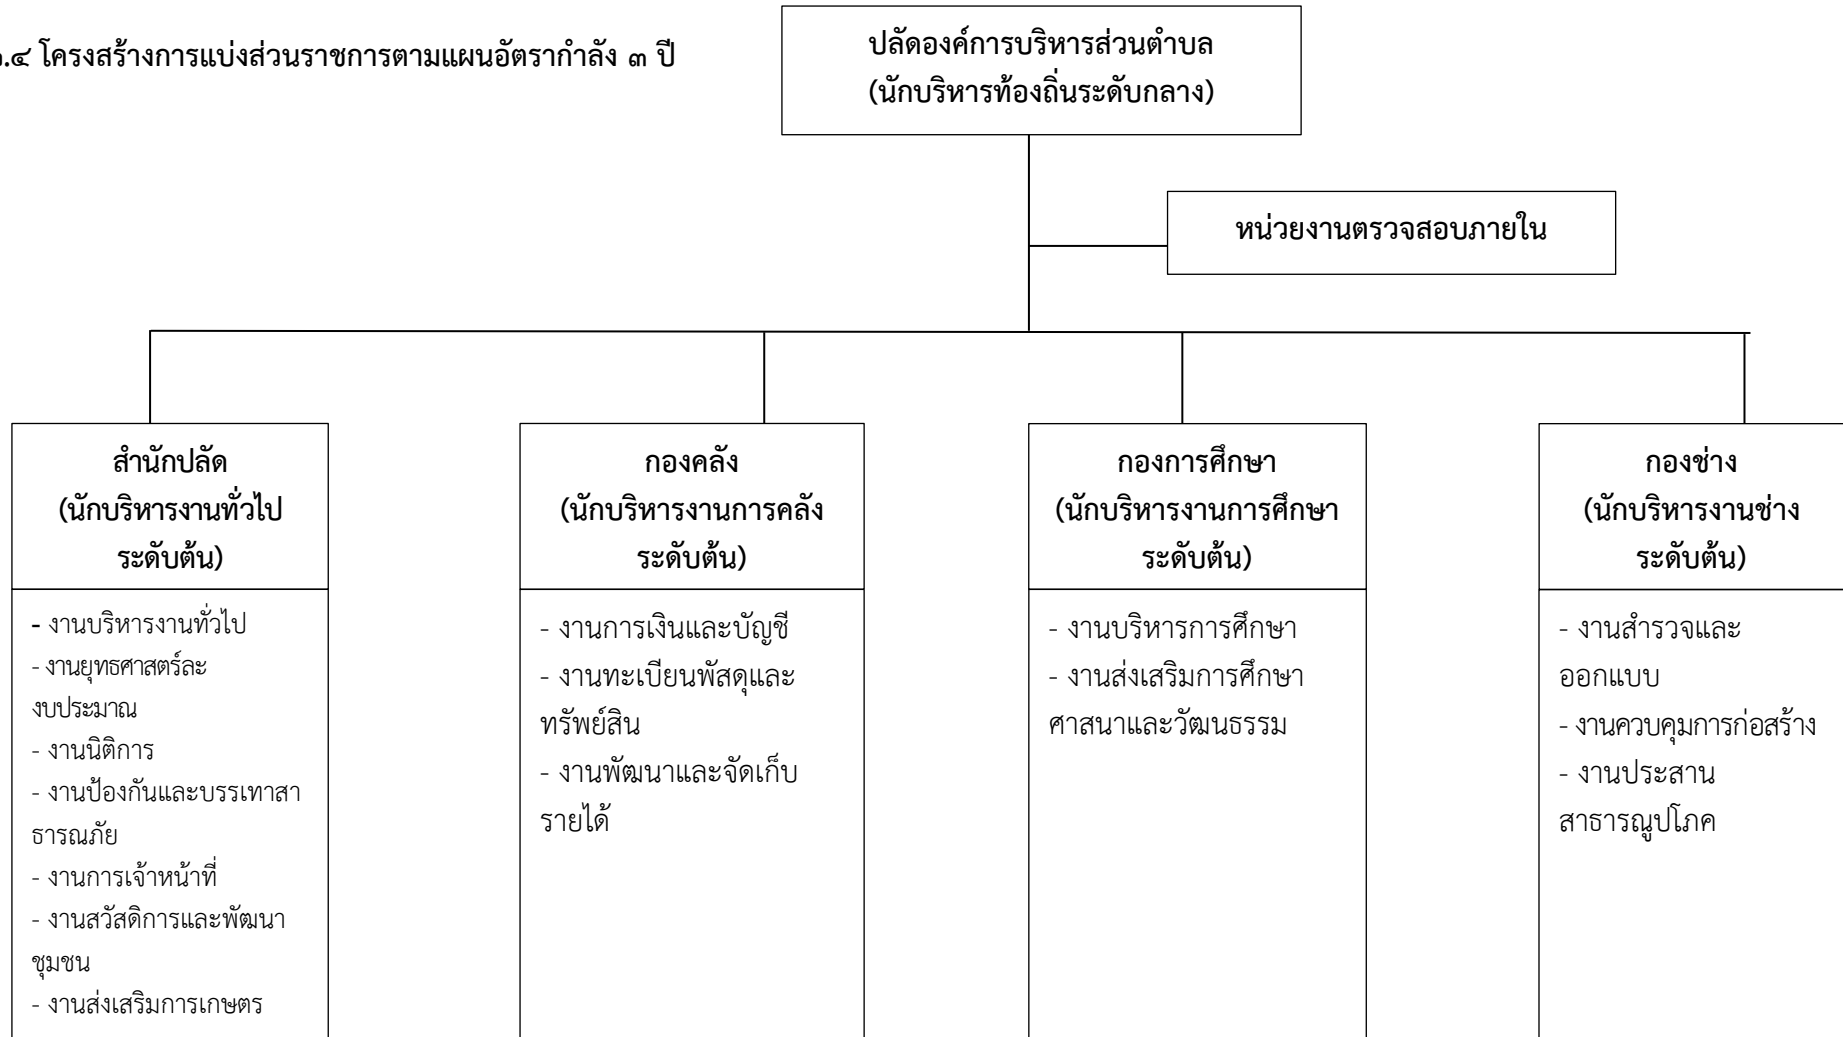 .๔ โครงสร้างการแบ่งส่วนราชการตามแผนอัตรากำลัง ๓ ปี
ปลัดองค์การบริหารส่วนตำบล
(นักบริหารท้องถิ่นระดับกลาง)
หน่วยงานตรวจสอบภายใน
สำนักปลัด
(นักบริหารงานทั่วไป
ระดับต้น)
- งานบริหารงานทั่วไป
- งานยุทธศาสตร์ละ
งบประมาณ
- งานนิติการ
- งานป้องกันและบรรเทาสา
ธารณภัย
- งานการเจ้าหน้าที่
- งานสวัสดิการและพัฒนา
ชุมชน
- งานส่งเสริมการเกษตร
กองคลัง
(นักบริหารงานการคลัง
ระดับต้น)
- งานการเงินและบัญชี
- งานทะเบียนพัสดุและ
ทรัพย์สิน
- งานพัฒนาและจัดเก็บ
รายได้
กองการศึกษา
(นักบริหารงานการศึกษา
ระดับต้น)
- งานบริหารการศึกษา
- งานส่งเสริมการศึกษา
ศาสนาและวัฒนธรรม
กองช่าง
(นักบริหารงานช่าง
ระดับต้น)
- งานสำรวจและ
ออกแบบ
- งานควบคุมการก่อสร้าง
- งานประสาน
สาธารณูปโภค